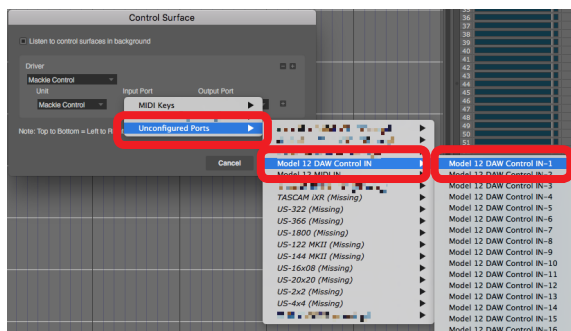 Control Surface
Listen to control surfaces in background
Driver
Mackie Control
Unit
Input Port
Output Port
Mackie Control
MIDI Keys
Unconfigured Ports
Note: Top to Bottom = Left to R
Cancel
Model 12 DAW Control IN
Model 12 MIDI IN
TASCAM iXR (Missing)
US-322 (Missing)
US-366 (Missing)
US-1800 (Missing)
US-122 MKII (Missing)
US-144 MKII (Missing)
US-16x08 (Missing)
US-20x20 (Missing)
US-2x2 (Missing)
US-4x4 (Missing)
35
36
37
38
39
40
41
42
43
44
45
46
47
48
49
50
51
Model 12 DAW Control IN-1
Model 12 DAW Control IN-2
Model 12 DAW Control IN-3
Model 12 DAW Control IN-4
Model 12 DAW Control IN-5
Model 12 DAW Control IN-6
Model 12 DAW Control IN-7
Model 12 DAW Control IN-8
Model 12 DAW Control IN-9
Model 12 DAW Control IN-10
Model 12 DAW Control IN-11
Model 12 DAW Control IN-12
Model 12 DAW Control IN-13
Model 12 DAW Control IN-14
Model 12 DAW Control IN-15
Model 12 DAW Control IN-16